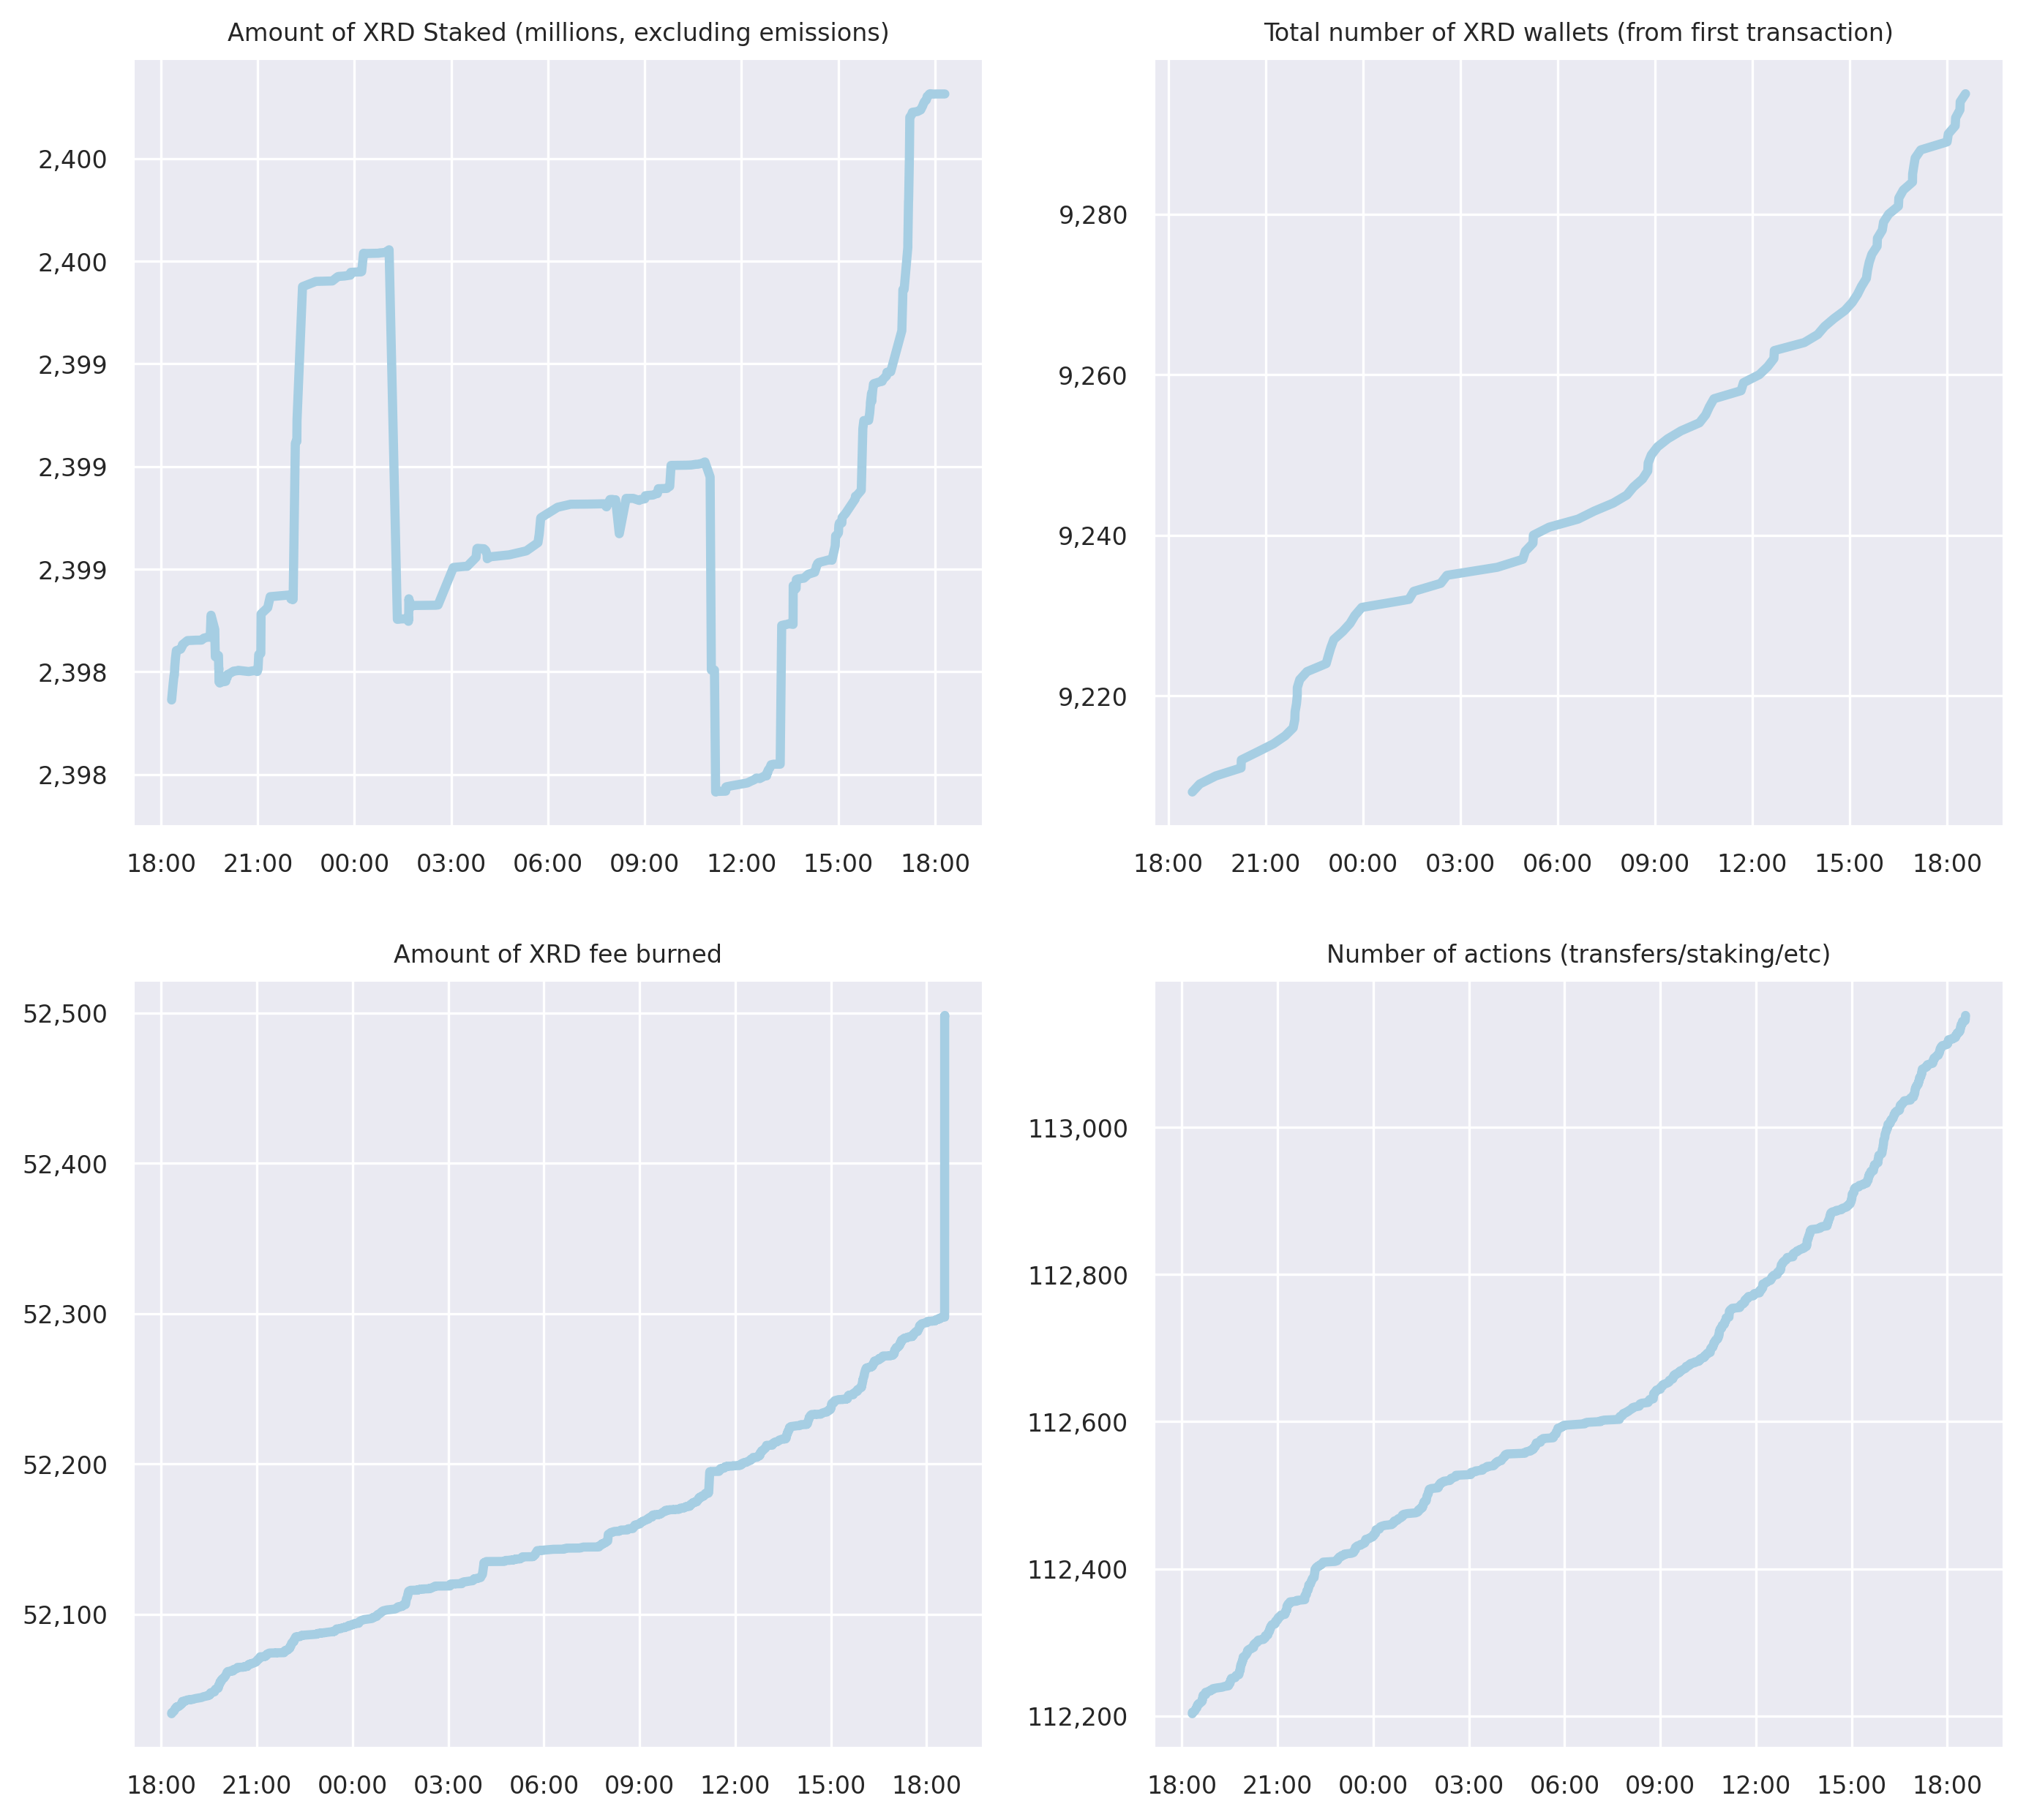 Amount of XRD Staked (millions, excluding emissions)
2,400
2,400
2,399
2,399
2,399
2,398
2,398
18:00 21:00 00:00 03:00 06:00 09:00 12:00 15:00 18:00
Total number of XRD wallets (from first transaction)
9,280
9,260
9,240
9,220
18:00 21:00 00:00 03:00 06:00 09:00 12:00 15:00 18:00
Amount of XRD fee burned
52,500
52,400
52,300
52,200
52,100
18:00 21:00 00:00 03:00 06:00 09:00 12:00 15:00 18:00
Number of actions (transfers/staking/etc)
113,000
112,800
112,600
112,400
112,200
18:00 21:00 00:00 03:00 06:00 09:00 12:00 15:00 18:00